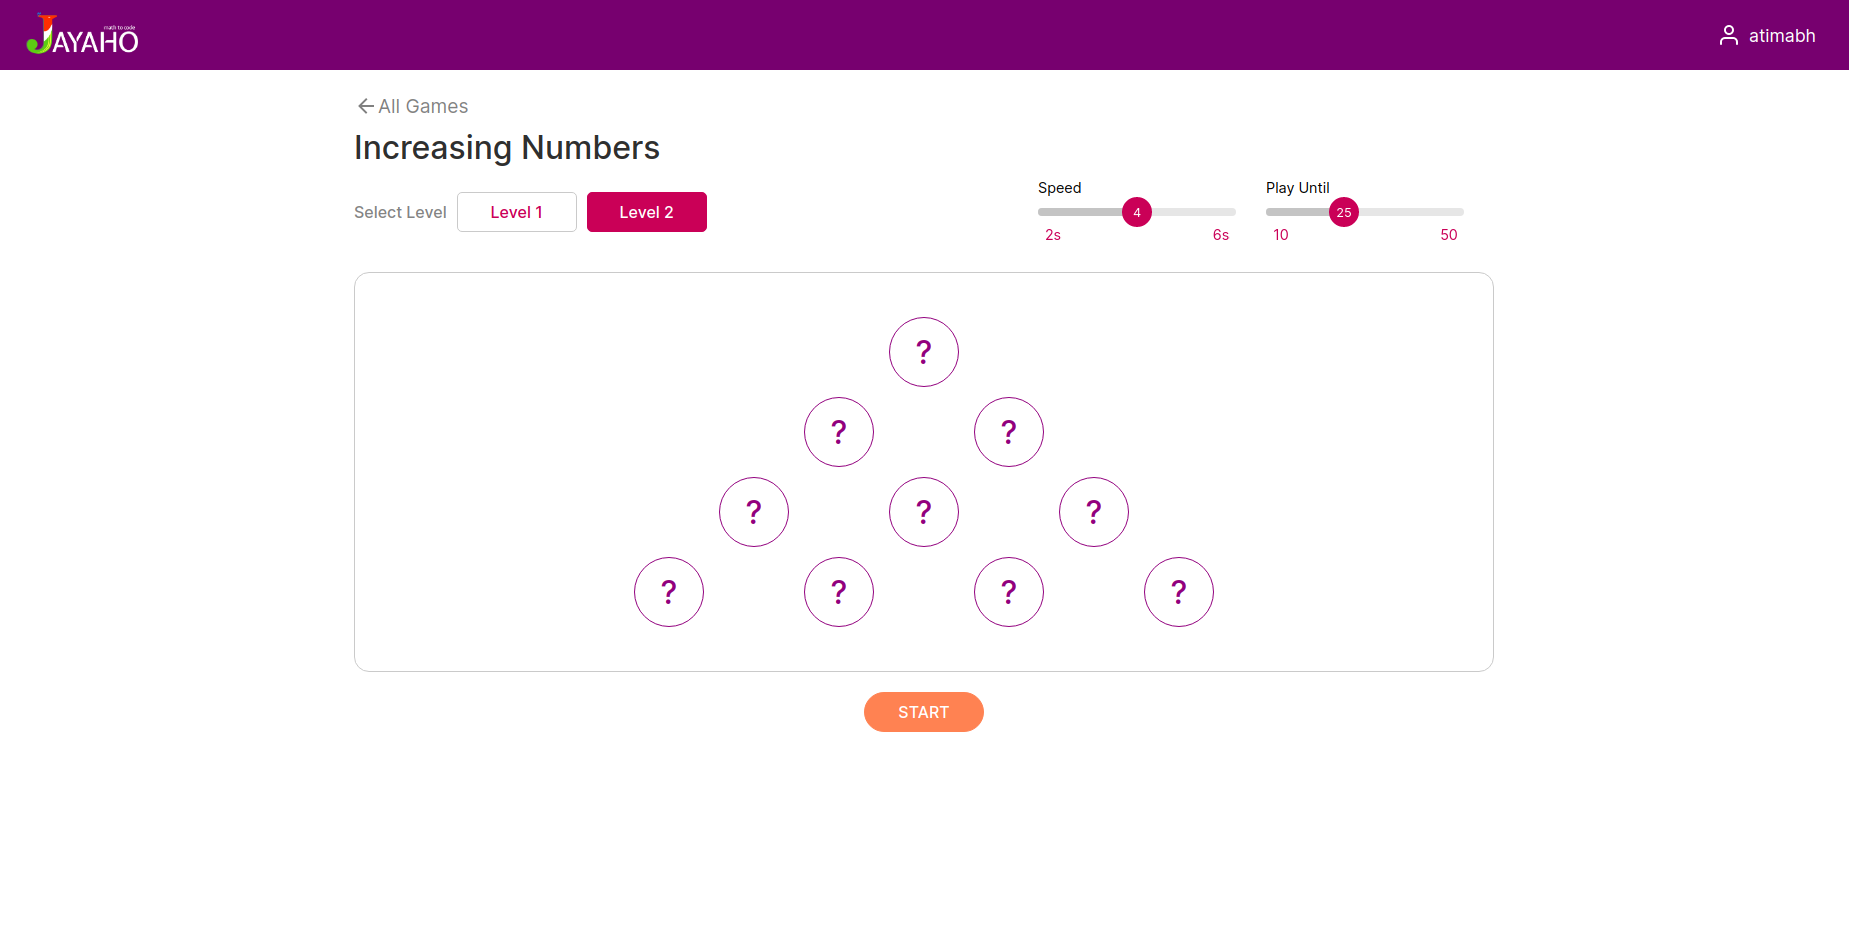 math to code
JAYAHO
atimabh
All Games
Increasing Numbers
Select Level
Level 1
Level 2
Speed
4
2s
6s
Play Until
25
10
50
?
? ?
? ? ?
? ? ? ?
START